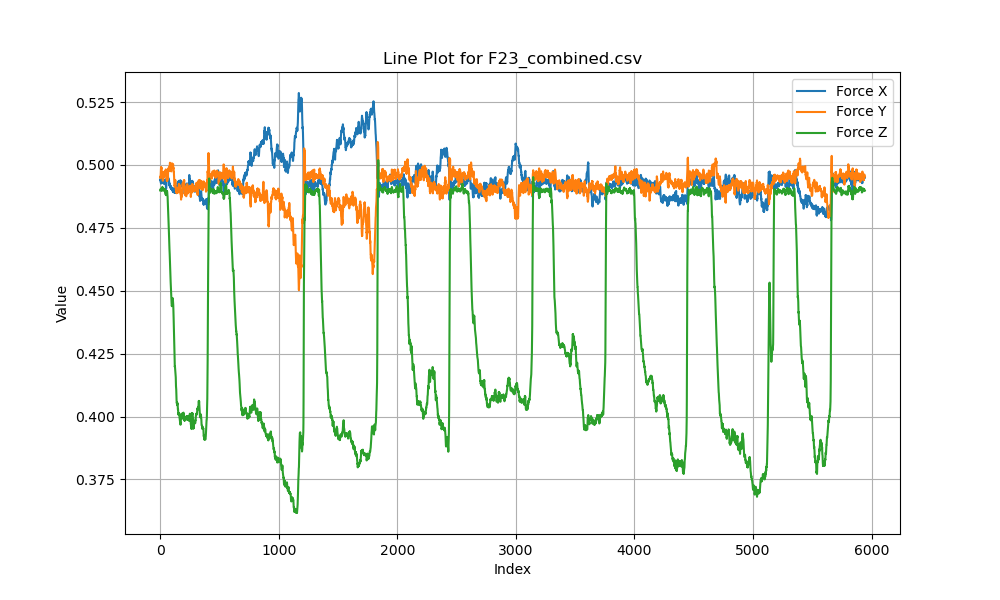 Line Plot for F23_combined.csv
Force X
Force Y
Force Z
0.525
0.500
0.475
0.450
0.425
0.400
0.375
Value
0 1000 2000 3000 4000 5000 6000
Index